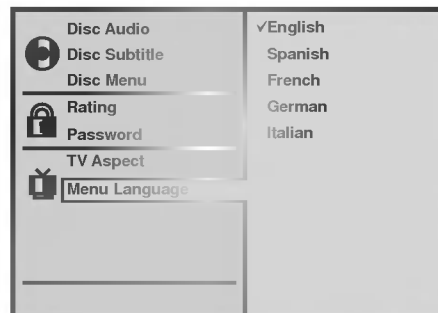 Disc Audio
Disc Subtitle
Disc Menu
Rating
Password
TV Aspect
Menu Language
✓English
Spanish
French
German
Italian